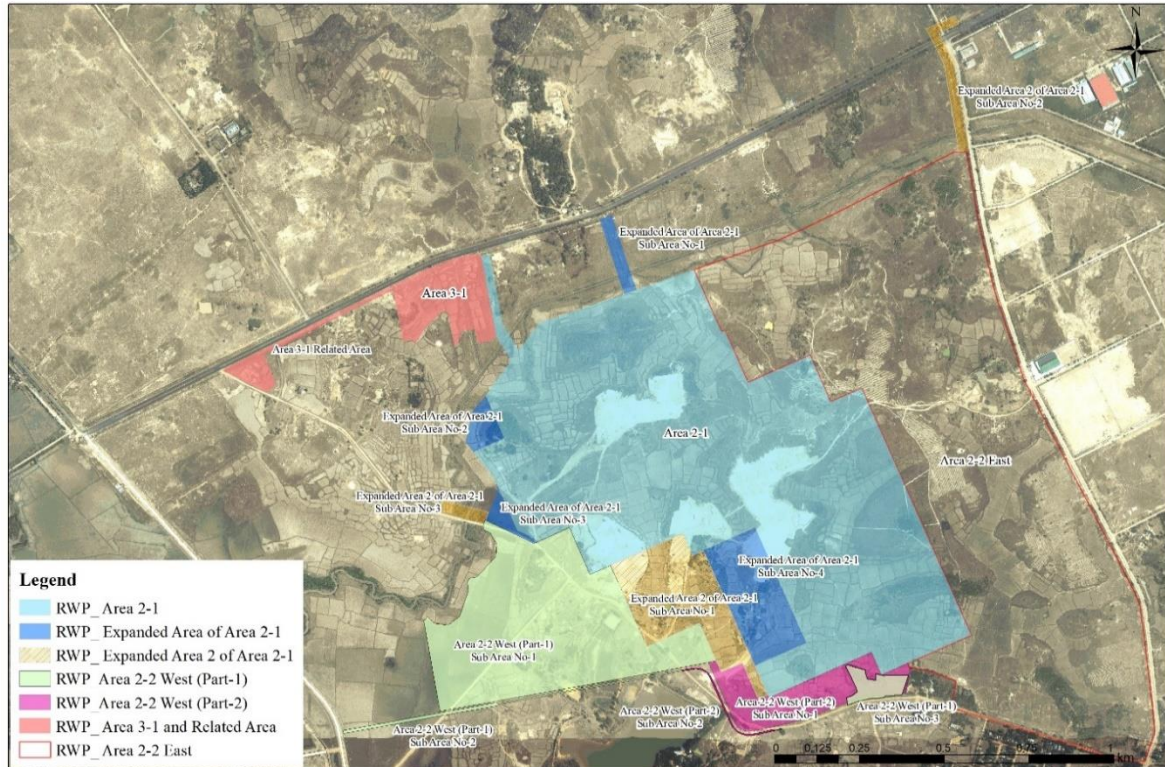 N
Expanded Area 2 of Area 2-1
Sub Area No-2
Expanded Area of Area 2-1
Sub Area No-1
Area 3-1
Area 3-1 Related Area
Expanded Area of Area 2-1
Sub Area No-2
Area 2-1
Area 2-2 East
Expanded Area 2 of Area 2-1
Sub Area No-3
Expanded Area of Area 2-1
Sub Area No-3
Expanded Area of Area 2-1
Sub Area No-4
Expanded Area 2 of Area 2-1
Sub Area No-1
Area 2-2 West (Part-1)
Sub Area No-1
Area 2-2 West (Part-2)
Sub Area No-1
Area 2-2 West (Part-2)
Sub Area No-2
Area 2-2 West (Part-1)
Sub Area No-3
Area 2-2 West (Part-1)
Sub Area No-2
Legend
RWP_ Area 2-1
RWP_ Expanded Area of Area 2-1
RWP_ Expanded Area 2 of Area 2-1
RWP_ Area 2-2 West (Part-1)
RWP_ Area 2-2 West (Part-2)
RWP_ Area 3-1 and Related Area
RWP_ Area 2-2 East
0 0.125 0.25 0.5 0.75 1
km